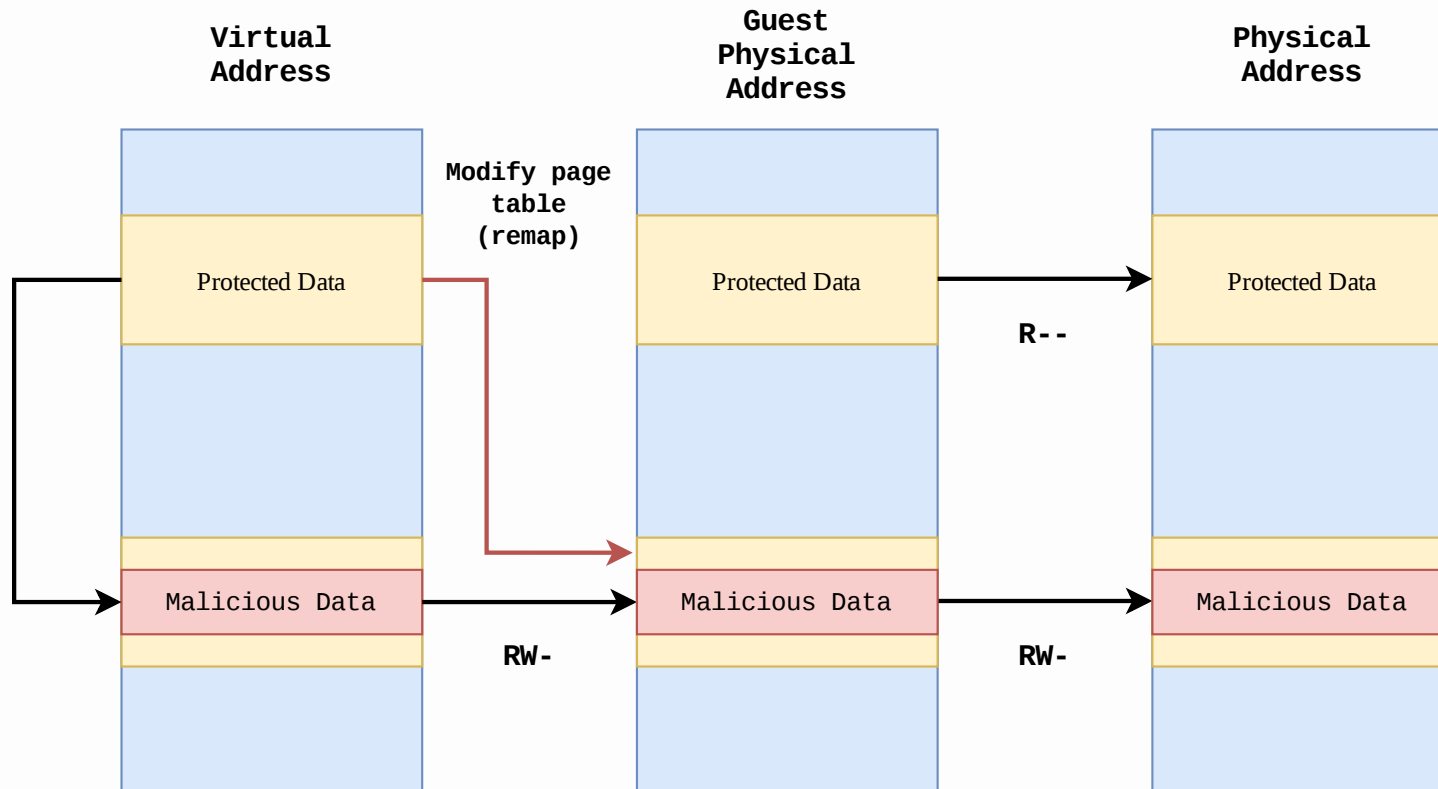 Virtual
Address
Guest
Physical
Address
Physical
Address
Modify page
table
(remap)
Protected Data
Protected Data
Protected Data
R--
Malicious Data
Malicious Data
Malicious Data
RW-
RW-